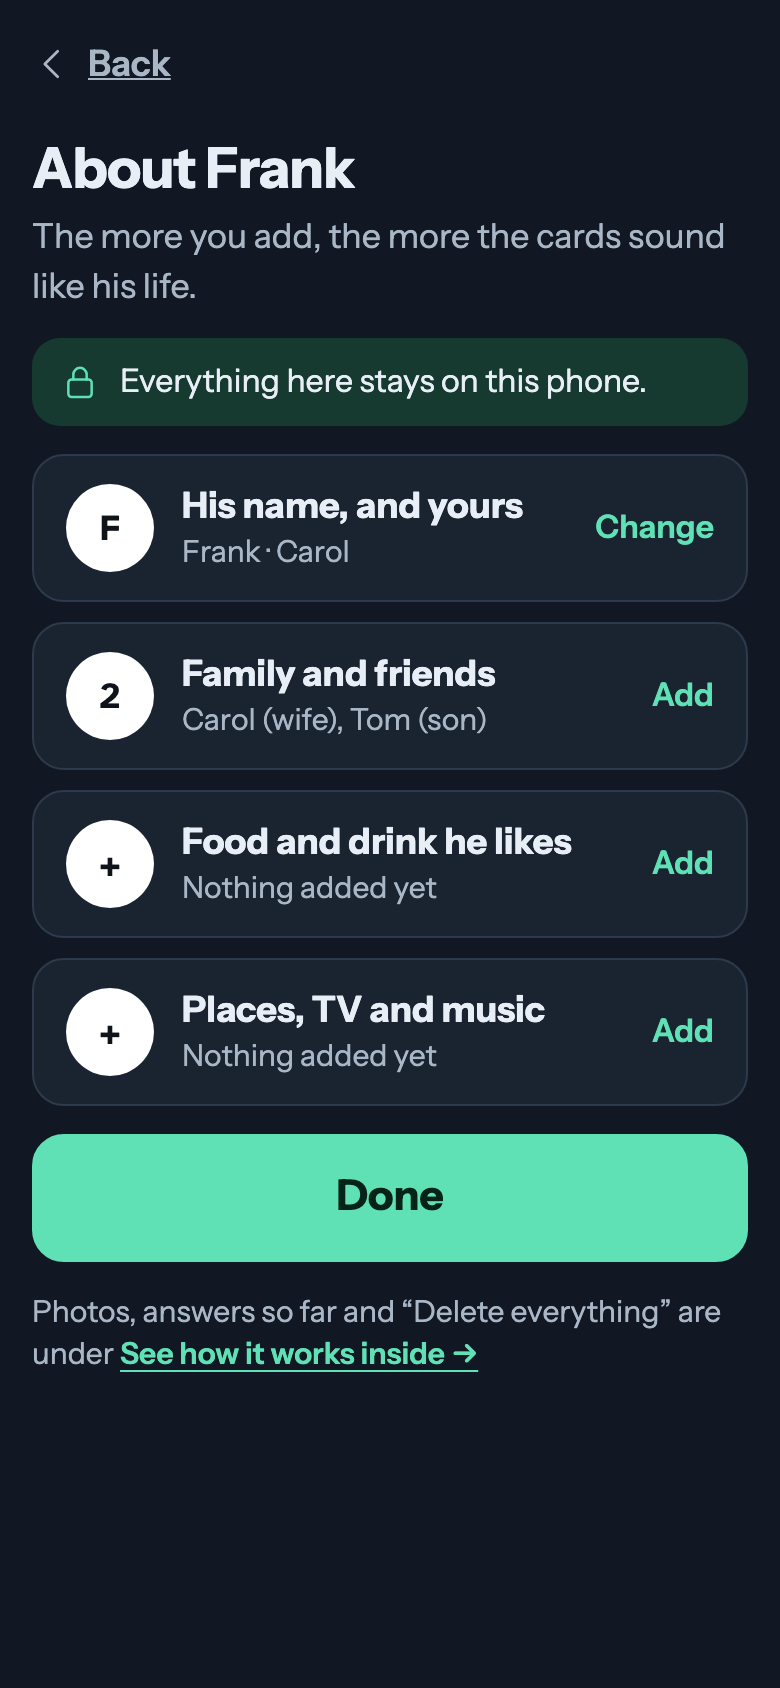 Back
About Frank
The more you add, the more the cards sound
like his life.
Everything here stays on this phone.
F
His name, and yours
Frank · Carol
Change
2
Family and friends
Carol (wife), Tom (son)
Add
+
Food and drink he likes
Nothing added yet
Add
+
Places, TV and music
Nothing added yet
Add
Done
Photos, answers so far and “Delete everything” are
under See how it works inside →